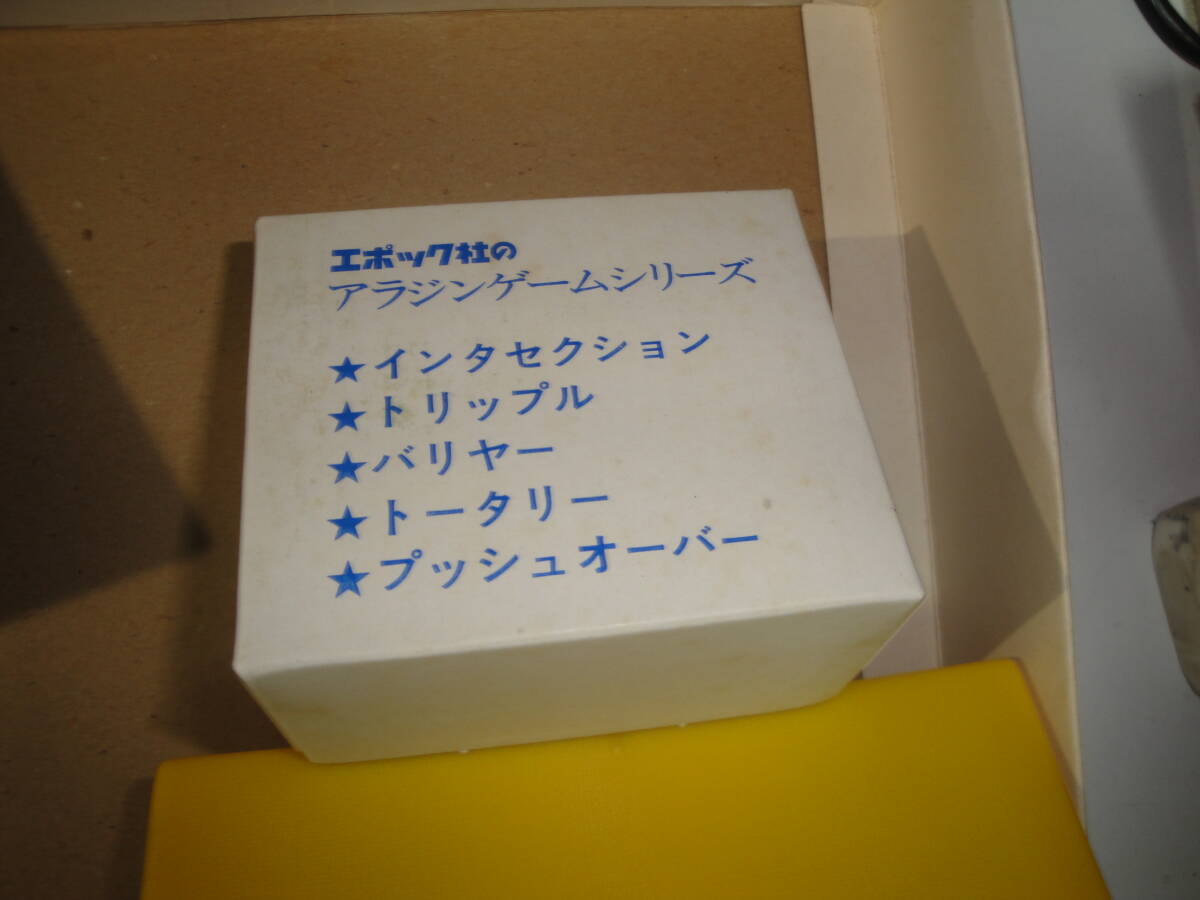 エポック社の
アラジンゲームシリーズ
★インタセクション
★トリップル
★バリヤー
★トータリー
★プッシュオーバー